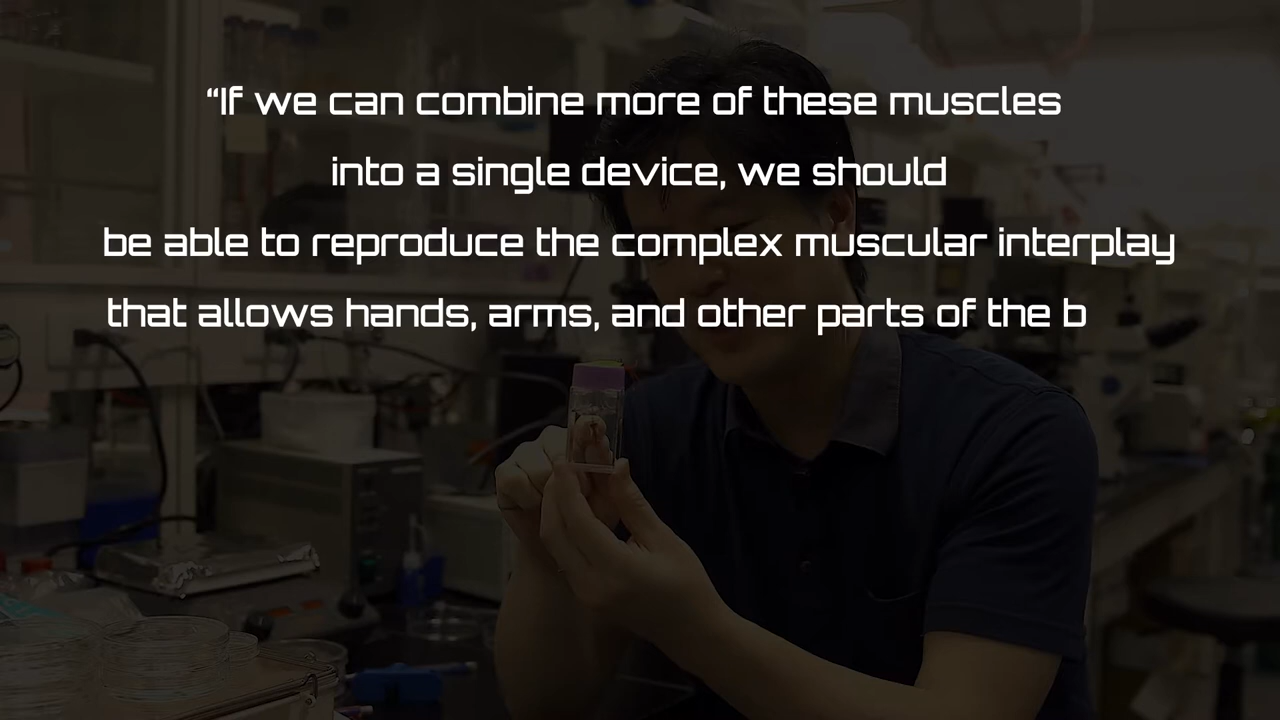 “If we can combine more of these muscles
into a single device, we should
be able to reproduce the complex muscular interplay
that allows hands, arms, and other parts of the b